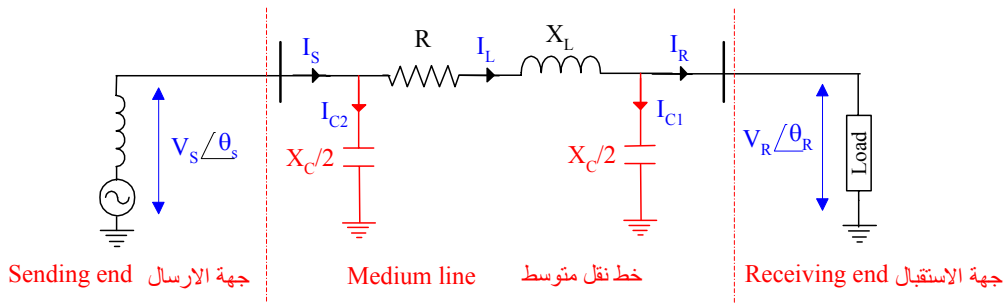 I_S
R
I_L
X_L
I_R
I_C2
I_C1
V_S∠θ_s
X_C/2
X_C/2
V_R∠θ_R
Load
Sending end جهة الارسال
Medium line خط نقل متوسط
Receiving end جهة الاستقبال